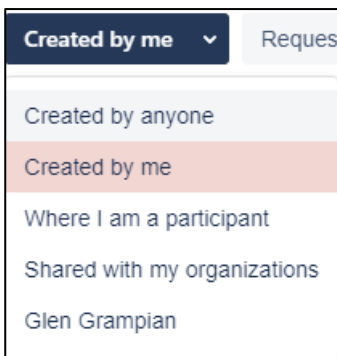 Created by me
Reques
Created by anyone
Created by me
Where I am a participant
Shared with my organizations
Glen Grampian